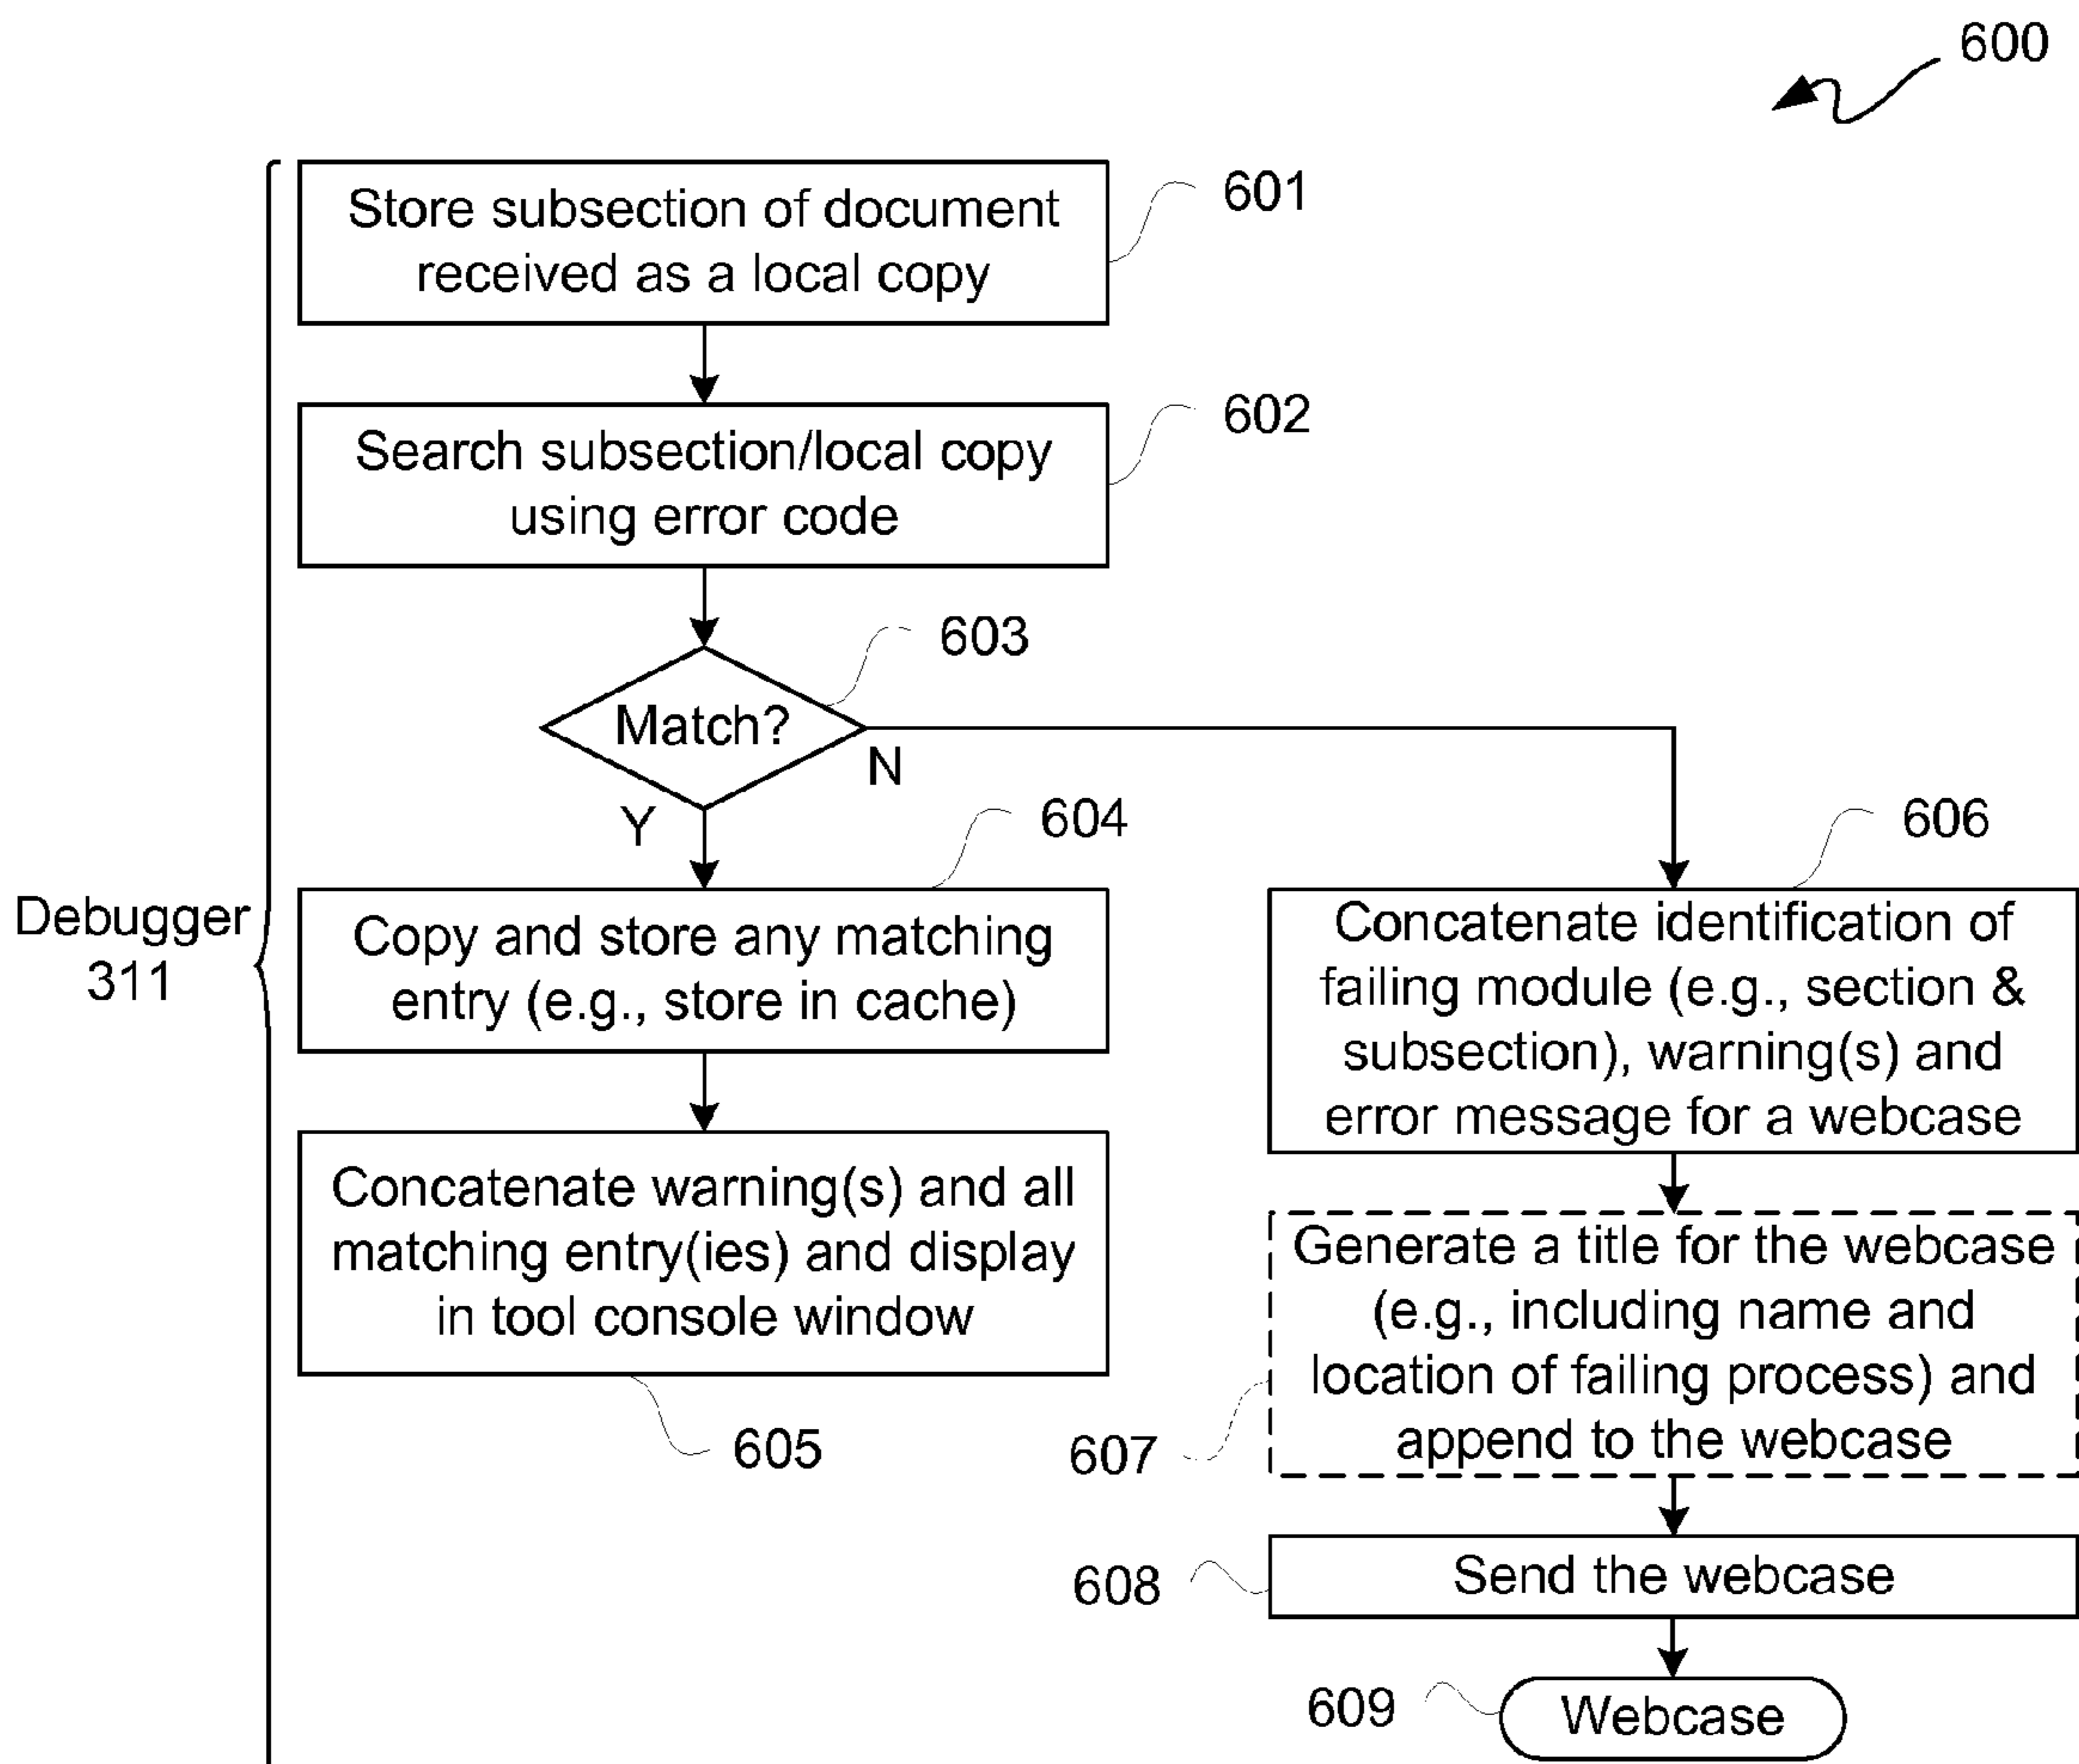 600
Store subsection of document
received as a local copy
601
Search subsection/local copy
using error code
602
Match?
603
N
Y
Debugger
311
604
Copy and store any matching
entry (e.g., store in cache)
Concatenate warning(s) and all
matching entry(ies) and display
in tool console window
605
606
Concatenate identification of
failing module (e.g., section &
subsection), warning(s) and
error message for a webcase
Generate a title for the webcase
(e.g., including name and
location of failing process) and
append to the webcase
607
Send the webcase
608
Webcase
609